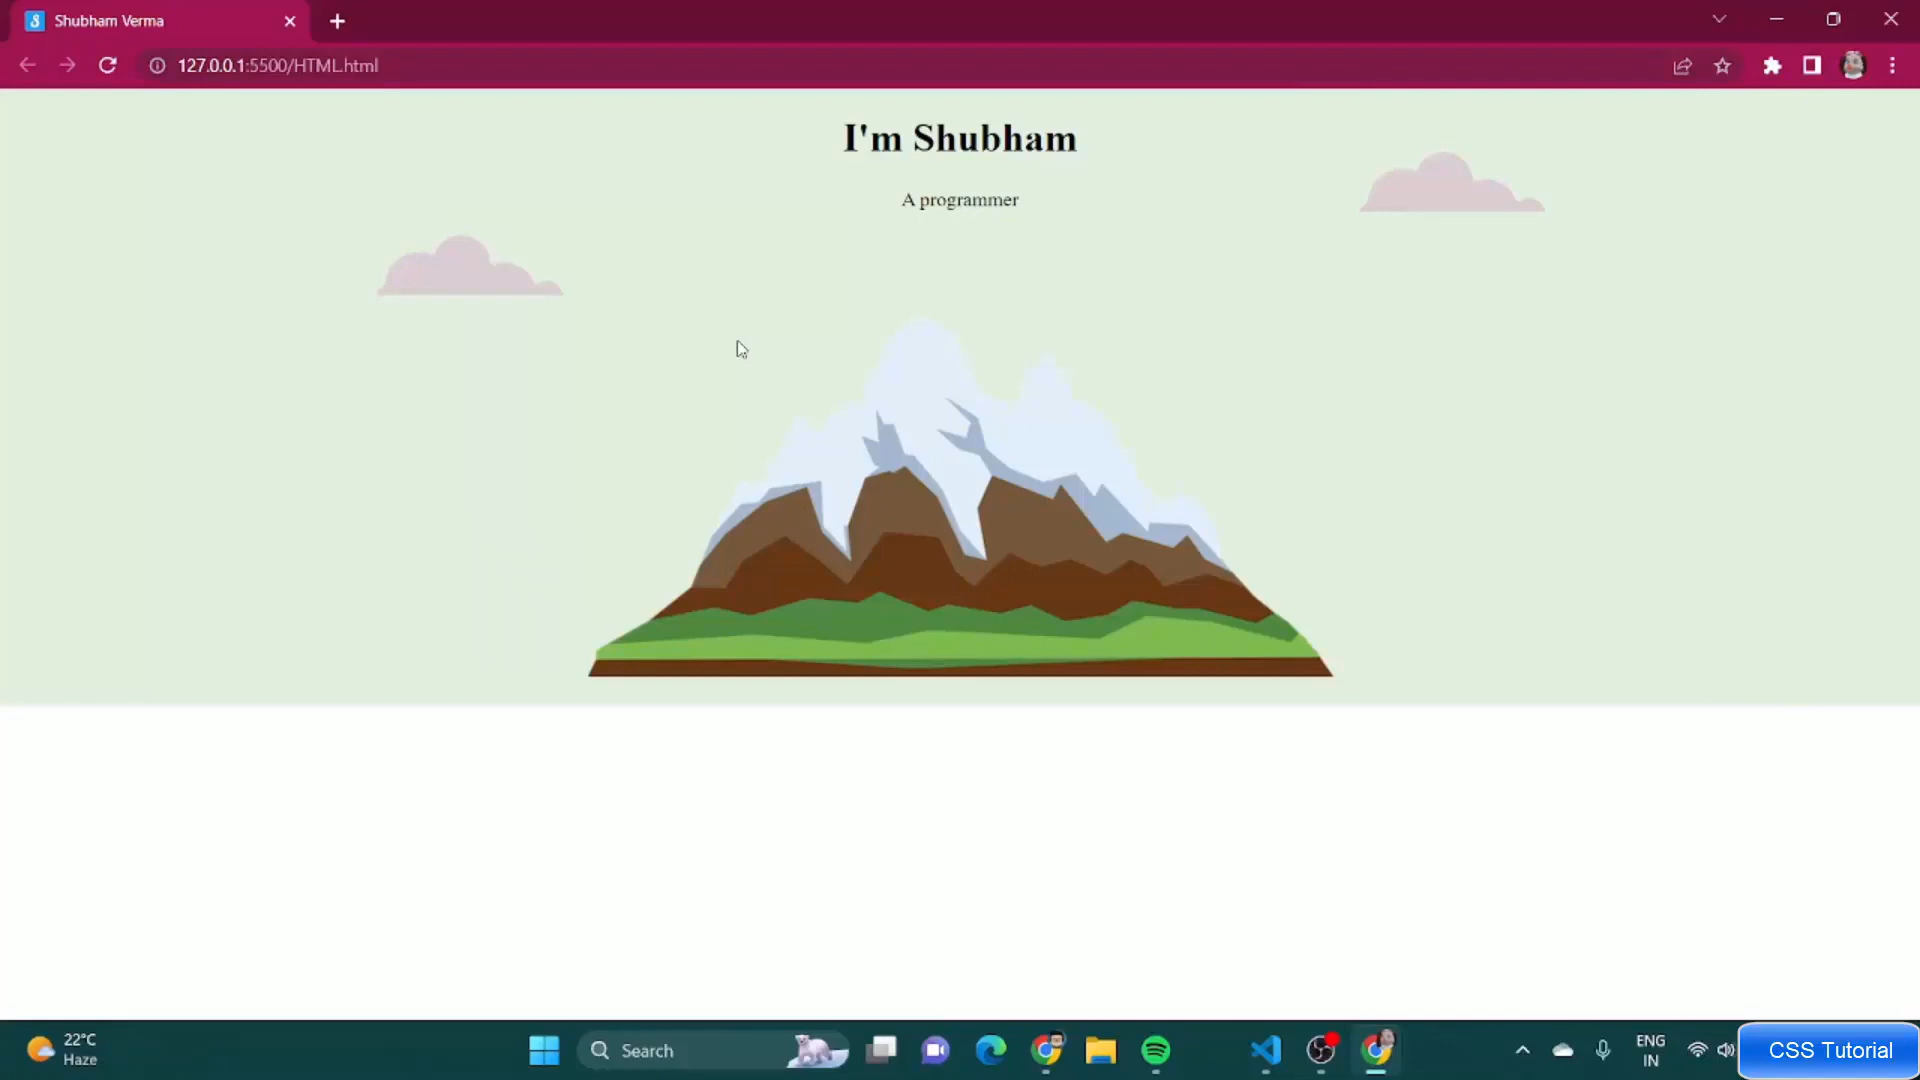 Shubham Verma
127.0.0.1:5500/HTML.html
I'm Shubham
A programmer
22°C
Haze
Search
ENG
IN
CSS Tutorial